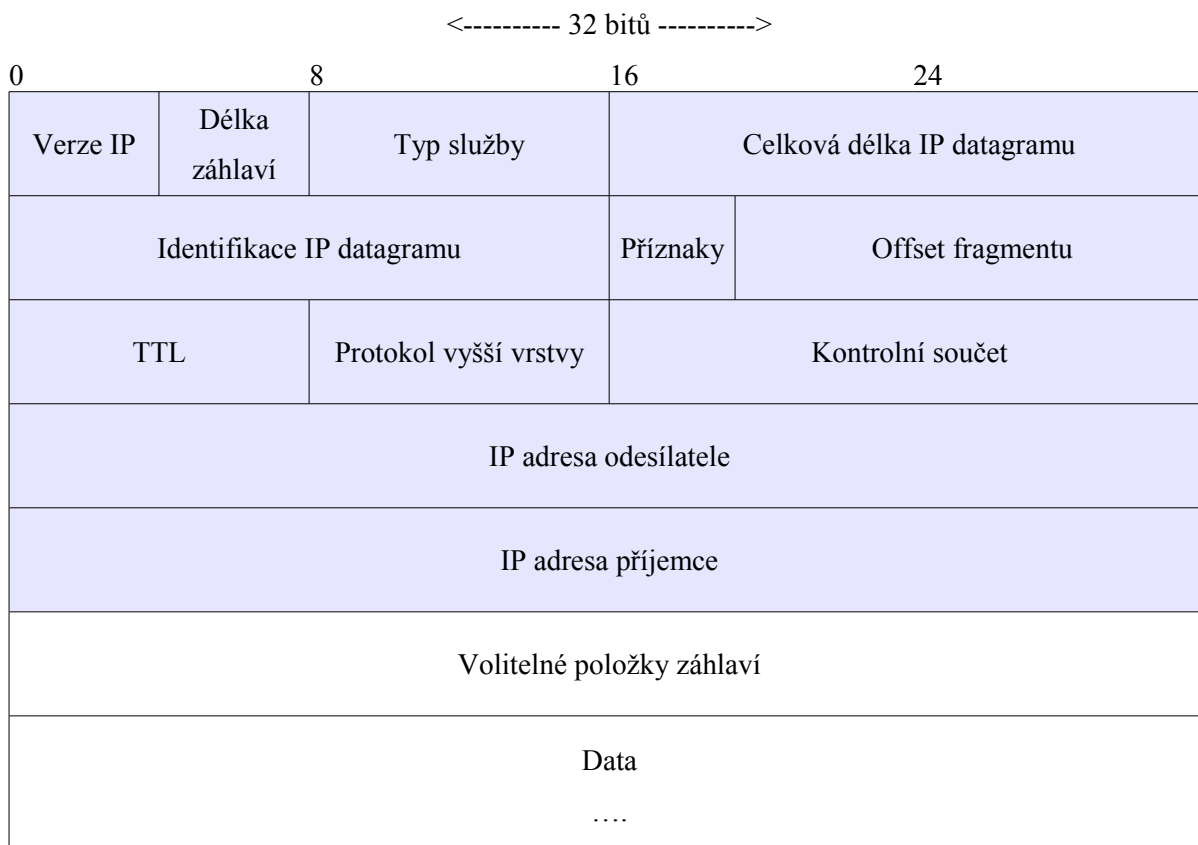 <---------- 32 bitů ---------->
0 8 16 24
Verze IP
Délka
záhlaví
Typ služby
Celková délka IP datagramu
Identifikace IP datagramu
Příznaky
Offset fragmentu
TTL
Protokol vyšší vrstvy
Kontrolní součet
IP adresa odesílatele
IP adresa příjemce
Volitelné položky záhlaví
Data
….